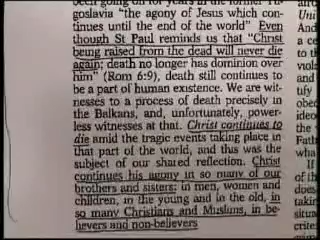 been going on for years in the former Yu-
goslavia "the agony of Jesus which con-
tinues until the end of the world" Even
though St Paul reminds us that "Christ
being raised from the dead will never die
again; death no longer has dominion over
him" (Rom 6:9), death still continues to
be a part of human existence. We are wit-
nesses to a process of death precisely in
the Balkans, and, unfortunately, power-
less witnesses at that. Christ continues to
die amid the tragic events taking place in
that part of the world, and this was the
subject of our shared reflection. Christ
continues his agony in so many of our
brothers and sisters: in men, women and
children, in the young and in the old, in
so many Christians and Muslims, in be-
lievers and non-believers